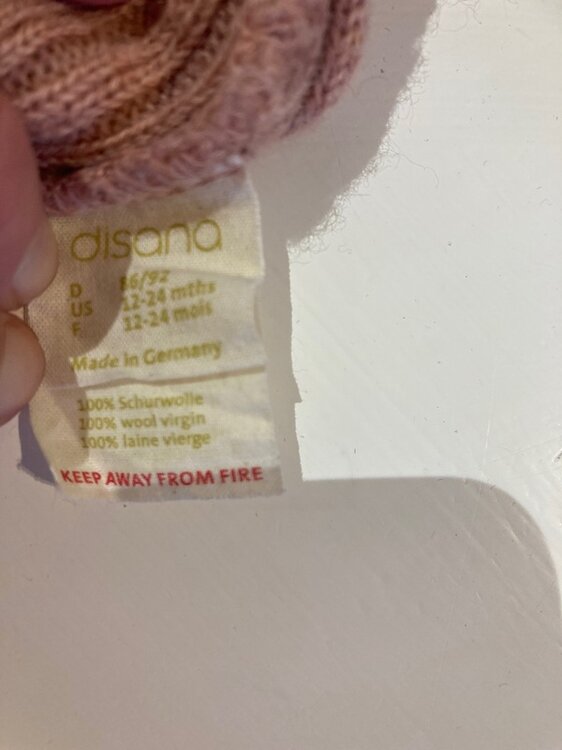 disana
D 86/92
US 12-24 mths
F 12-24 mois
Made in Germany
100% Schurwolle
100% wool virgin
100% laine vierge
KEEP AWAY FROM FIRE